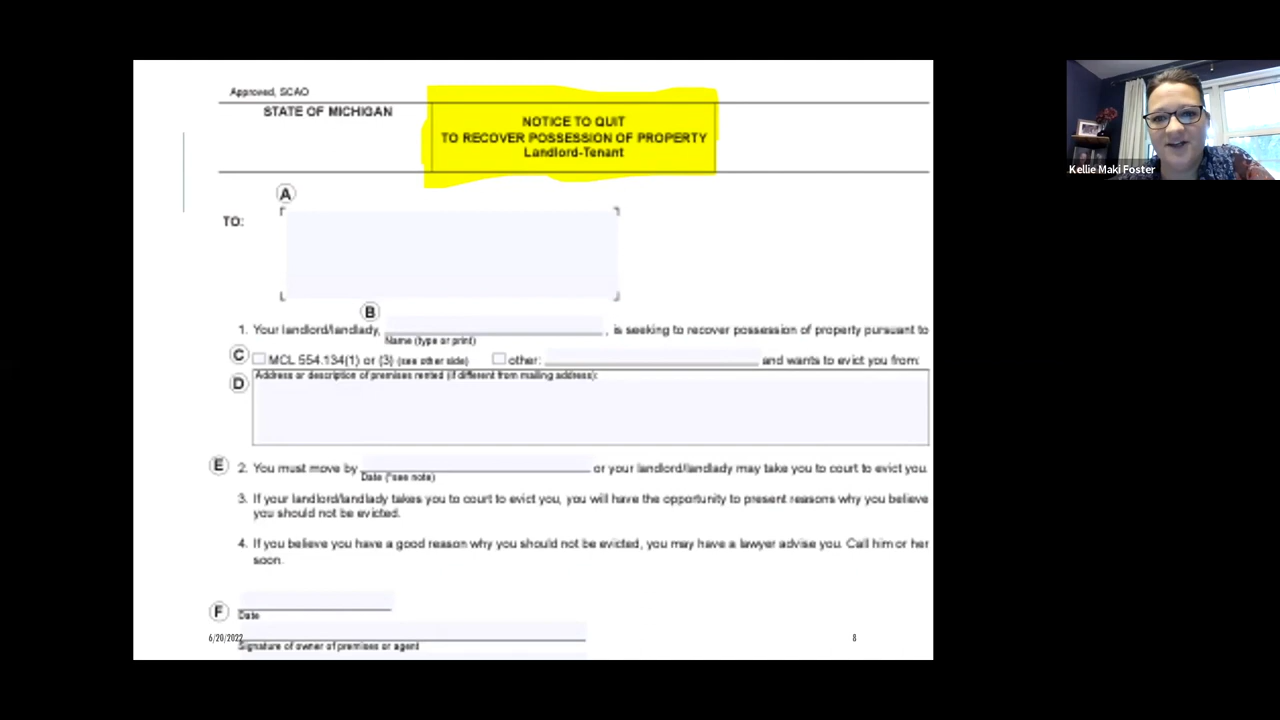 Approved, SCAO
STATE OF MICHIGAN
NOTICE TO QUIT
TO RECOVER POSSESSION OF PROPERTY
Landlord-Tenant
A
TO:
B
1. Your landlord/landlady, , is seeking to recover possession of property pursuant to
Name (type or print)
C MCL 554.134(1) or (3) (see other side) other: and wants to evict you from:
D Address or description of premises rented (if different from mailing address):
E 2. You must move by or your landlord/landlady may take you to court to evict you.
Date (*see note)
3. If your landlord/landlady takes you to court to evict you, you will have the opportunity to present reasons why you believe
you should not be evicted.
4. If you believe you have a good reason why you should not be evicted, you may have a lawyer advise you. Call him or her
soon.
F
Date
6/20/2022 8
Signature of owner of premises or agent
Kellie Maki Foster